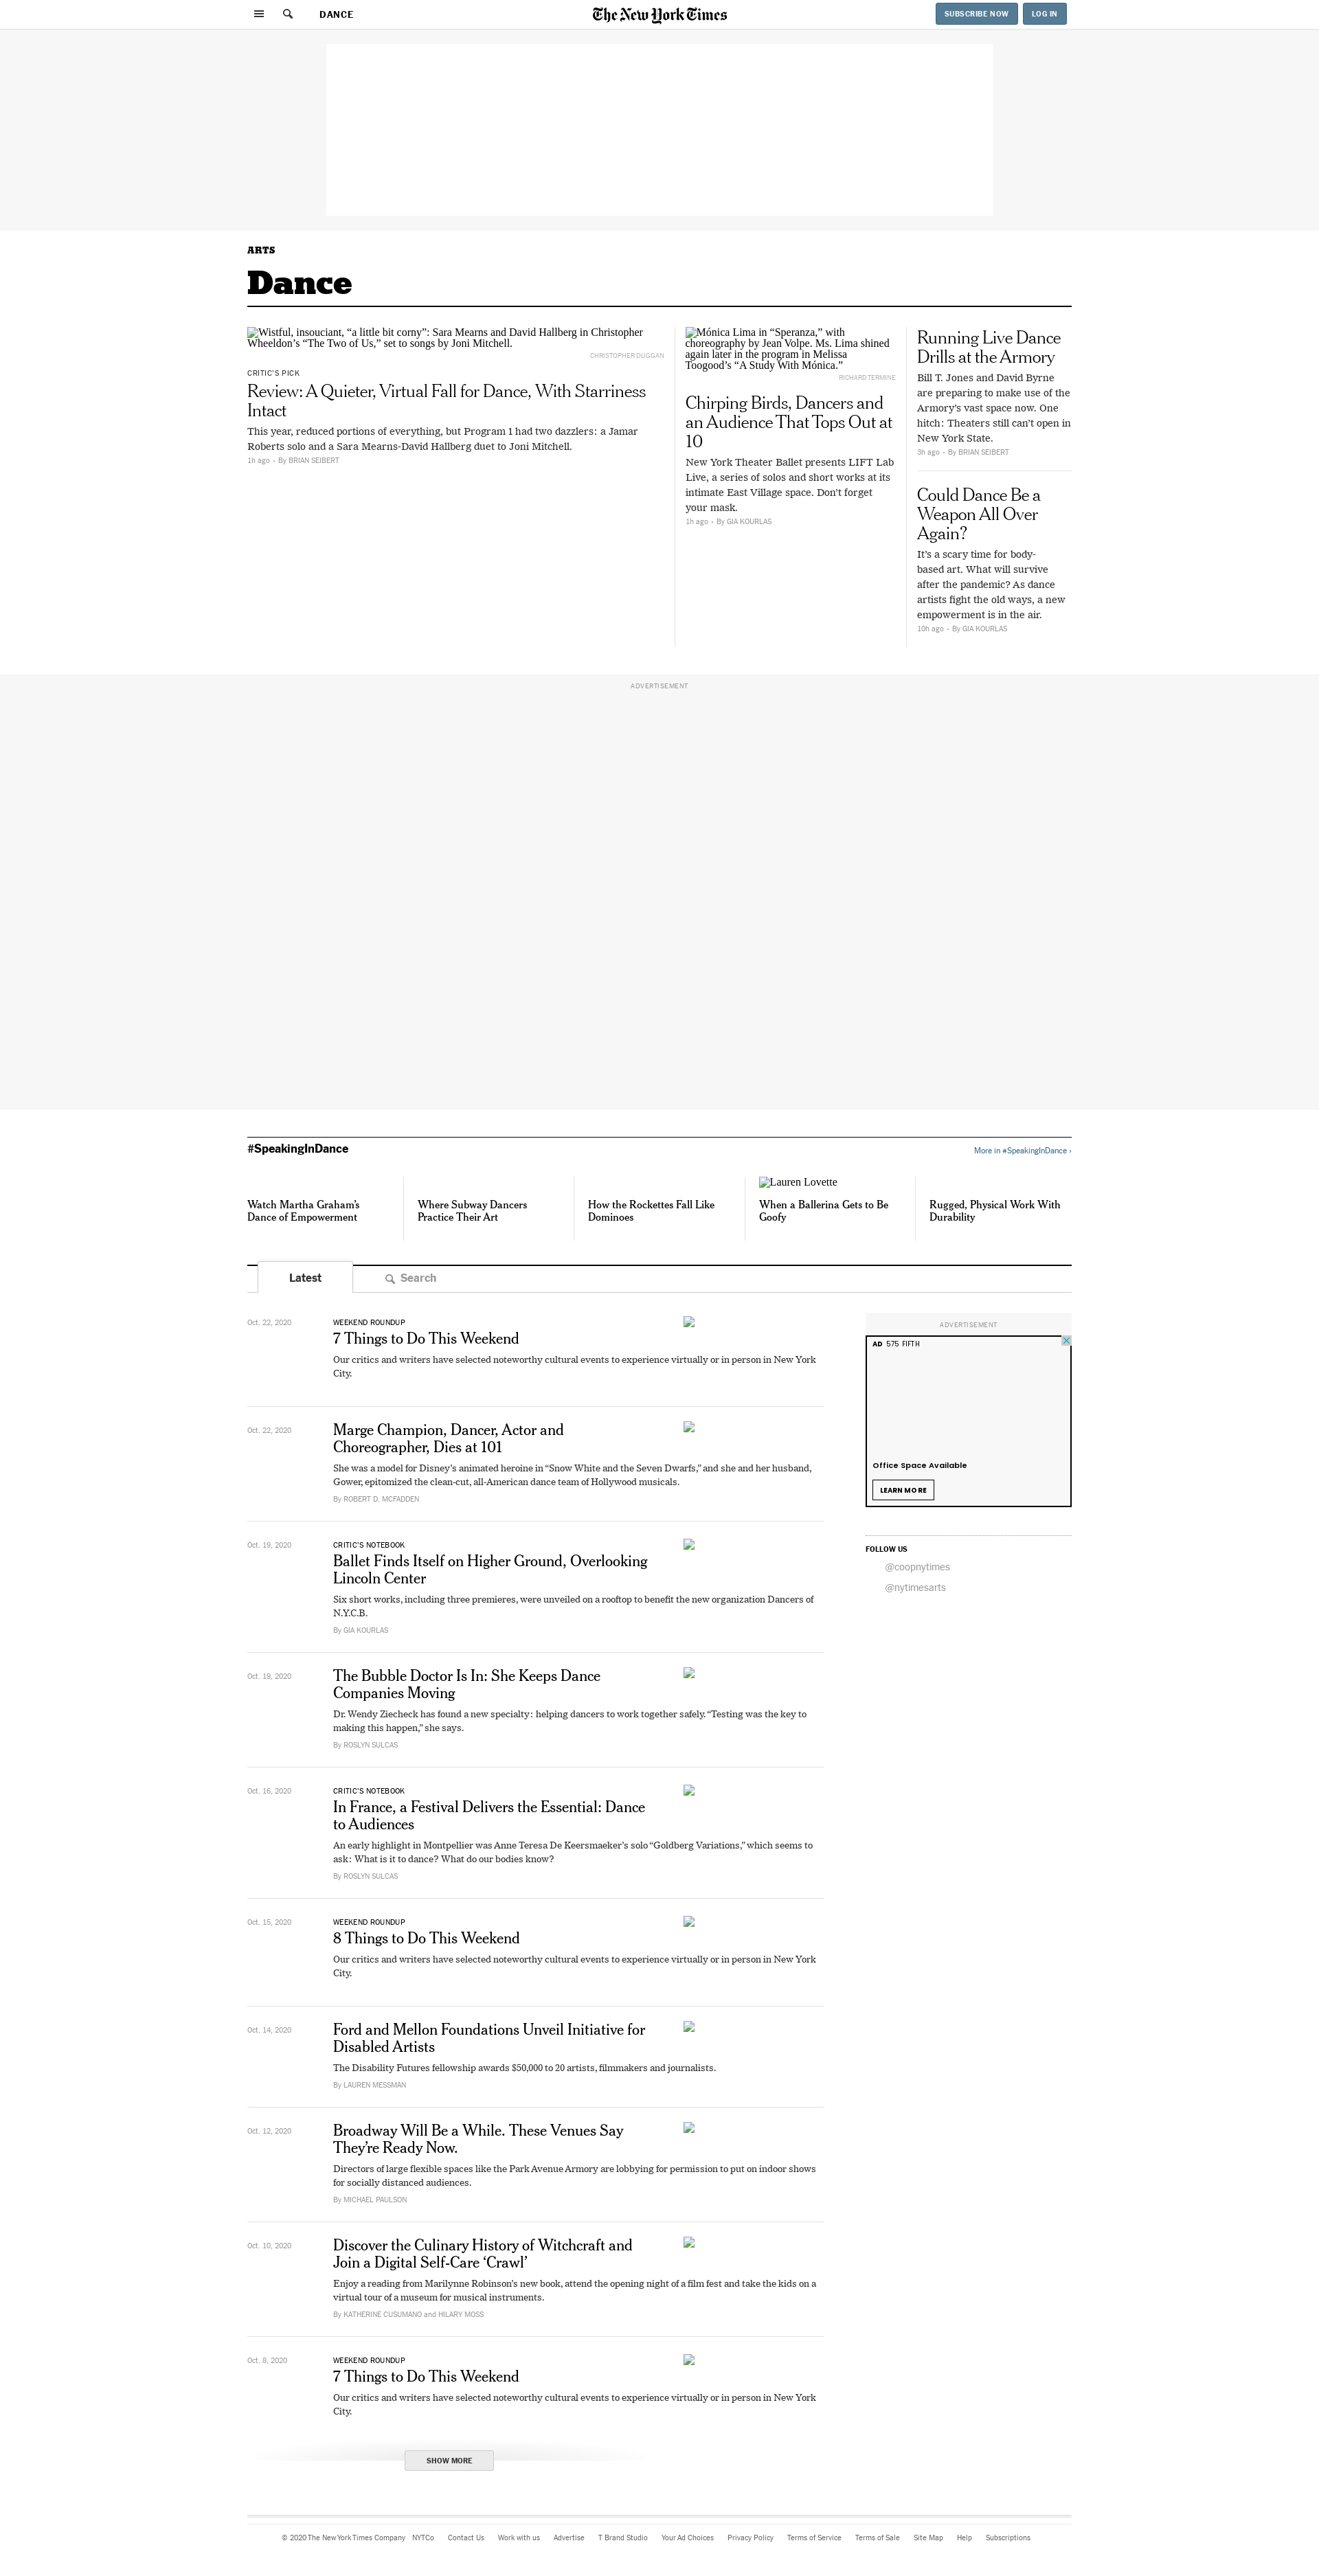 DANCE
The New York Times
SUBSCRIBE NOW
LOG IN
ARTS
Dance
Wistful, insouciant, “a little bit corny”: Sara Mearns and David Hallberg in Christopher
Wheeldon’s “The Two of Us,” set to songs by Joni Mitchell.
CHRISTOPHER DUGGAN
CRITIC’S PICK
Review: A Quieter, Virtual Fall for Dance, With Starriness
Intact
This year, reduced portions of everything, but Program 1 had two dazzlers: a Jamar
Roberts solo and a Sara Mearns-David Hallberg duet to Joni Mitchell.
1h ago • By BRIAN SEIBERT
Mónica Lima in “Speranza,” with
choreography by Jean Volpe. Ms. Lima shined
again later in the program in Melissa
Toogood’s “A Study With Mónica.”
RICHARD TERMINE
Chirping Birds, Dancers and
an Audience That Tops Out at
10
New York Theater Ballet presents LIFT Lab
Live, a series of solos and short works at its
intimate East Village space. Don’t forget
your mask.
1h ago • By GIA KOURLAS
Running Live Dance
Drills at the Armory
Bill T. Jones and David Byrne
are preparing to make use of the
Armory’s vast space now. One
hitch: Theaters still can’t open in
New York State.
3h ago • By BRIAN SEIBERT
Could Dance Be a
Weapon All Over
Again?
It’s a scary time for body-
based art. What will survive
after the pandemic? As dance
artists fight the old ways, a new
empowerment is in the air.
10h ago • By GIA KOURLAS
ADVERTISEMENT
#SpeakingInDance
More in #SpeakingInDance ›
Watch Martha Graham’s
Dance of Empowerment
Where Subway Dancers
Practice Their Art
How the Rockettes Fall Like
Dominoes
Lauren Lovette
When a Ballerina Gets to Be
Goofy
Rugged, Physical Work With
Durability
Latest
Search
Oct. 22, 2020
WEEKEND ROUNDUP
7 Things to Do This Weekend
Our critics and writers have selected noteworthy cultural events to experience virtually or in person in New York
City.
Oct. 22, 2020
Marge Champion, Dancer, Actor and
Choreographer, Dies at 101
She was a model for Disney’s animated heroine in “Snow White and the Seven Dwarfs,” and she and her husband,
Gower, epitomized the clean-cut, all-American dance team of Hollywood musicals.
By ROBERT D. MCFADDEN
Oct. 19, 2020
CRITIC’S NOTEBOOK
Ballet Finds Itself on Higher Ground, Overlooking
Lincoln Center
Six short works, including three premieres, were unveiled on a rooftop to benefit the new organization Dancers of
N.Y.C.B.
By GIA KOURLAS
Oct. 19, 2020
The Bubble Doctor Is In: She Keeps Dance
Companies Moving
Dr. Wendy Ziecheck has found a new specialty: helping dancers to work together safely. “Testing was the key to
making this happen,” she says.
By ROSLYN SULCAS
Oct. 16, 2020
CRITIC’S NOTEBOOK
In France, a Festival Delivers the Essential: Dance
to Audiences
An early highlight in Montpellier was Anne Teresa De Keersmaeker’s solo “Goldberg Variations,” which seems to
ask: What is it to dance? What do our bodies know?
By ROSLYN SULCAS
Oct. 15, 2020
WEEKEND ROUNDUP
8 Things to Do This Weekend
Our critics and writers have selected noteworthy cultural events to experience virtually or in person in New York
City.
Oct. 14, 2020
Ford and Mellon Foundations Unveil Initiative for
Disabled Artists
The Disability Futures fellowship awards $50,000 to 20 artists, filmmakers and journalists.
By LAUREN MESSMAN
Oct. 12, 2020
Broadway Will Be a While. These Venues Say
They’re Ready Now.
Directors of large flexible spaces like the Park Avenue Armory are lobbying for permission to put on indoor shows
for socially distanced audiences.
By MICHAEL PAULSON
Oct. 10, 2020
Discover the Culinary History of Witchcraft and
Join a Digital Self-Care ‘Crawl’
Enjoy a reading from Marilynne Robinson’s new book, attend the opening night of a film fest and take the kids on a
virtual tour of a museum for musical instruments.
By KATHERINE CUSUMANO and HILARY MOSS
Oct. 8, 2020
WEEKEND ROUNDUP
7 Things to Do This Weekend
Our critics and writers have selected noteworthy cultural events to experience virtually or in person in New York
City.
SHOW MORE
ADVERTISEMENT
AD 575 FIFTH
Office Space Available
LEARN MORE
FOLLOW US
@coopnytimes
@nytimesarts
© 2020 The New York Times Company NYTCo Contact Us Work with us Advertise T Brand Studio Your Ad Choices Privacy Policy Terms of Service Terms of Sale Site Map Help Subscriptions